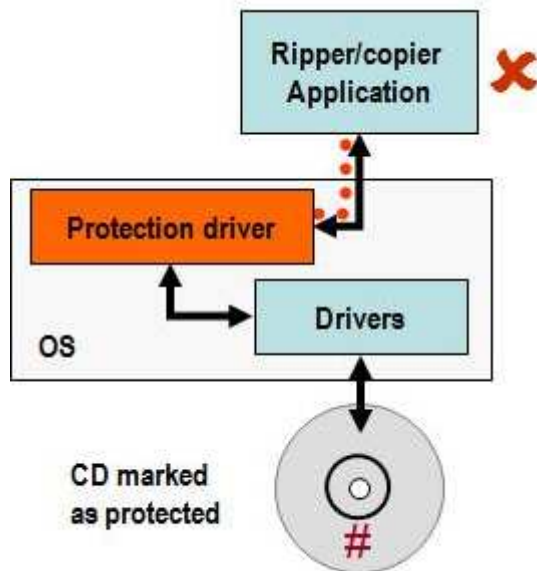 Ripper/copier
Application
Protection driver
Drivers
OS
CD marked
as protected
#